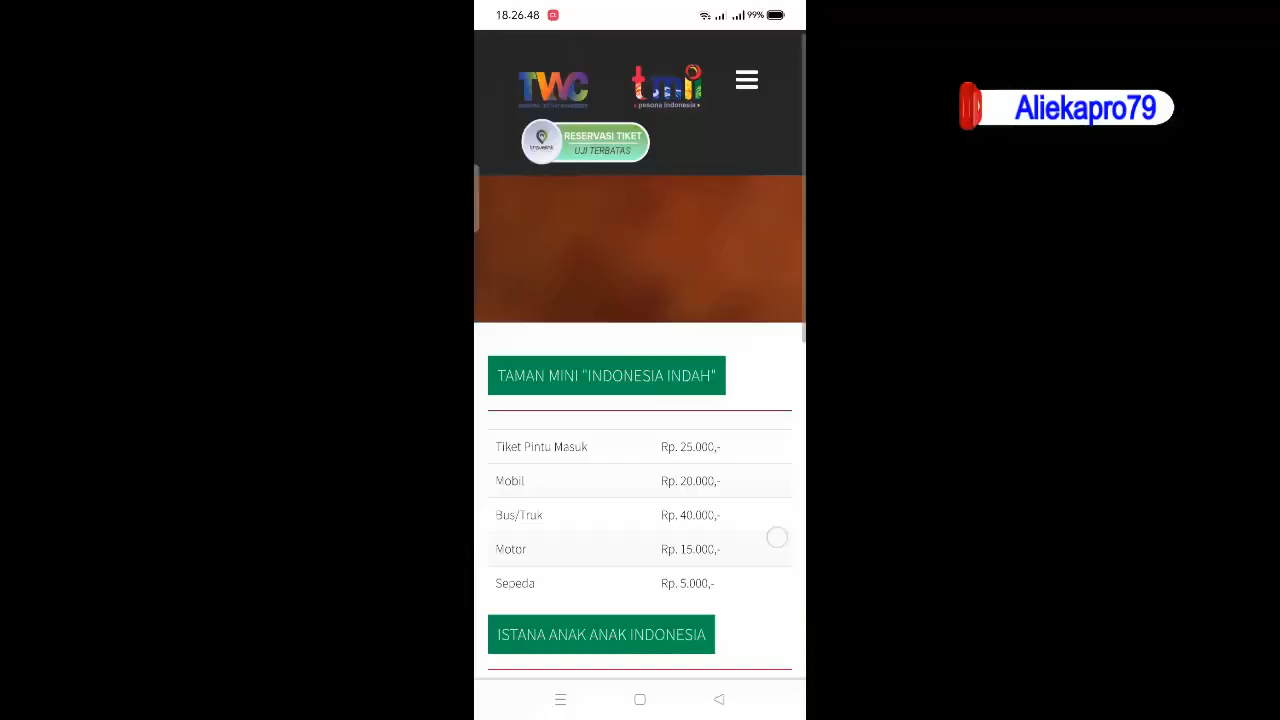 18.26.48
99%
TWC
tmii
pesona Indonesia
travelink
RESERVASI TIKET
UJI TERBATAS
Aliekapro79
TAMAN MINI "INDONESIA INDAH"
Tiket Pintu Masuk Rp. 25.000,-
Mobil Rp. 20.000,-
Bus/Truk Rp. 40.000,-
Motor Rp. 15.000,-
Sepeda Rp. 5.000,-
ISTANA ANAK ANAK INDONESIA